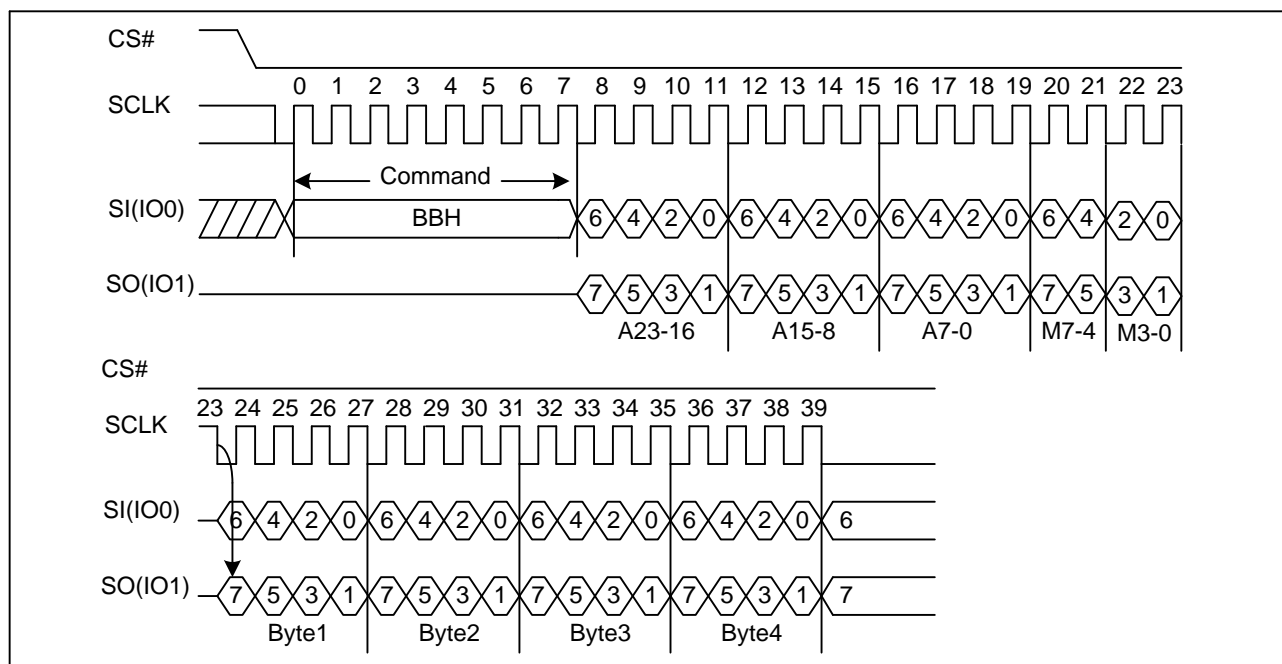 CS#
0 1 2 3 4 5 6 7 8 9 10 11 12 13 14 15 16 17 18 19 20 21 22 23
SCLK
Command
SI(IO0) BBH 6 4 2 0 6 4 2 0 6 4 2 0 6 4 2 0
SO(IO1) 7 5 3 1 7 5 3 1 7 5 3 1 7 5 3 1
A23-16 A15-8 A7-0 M7-4 M3-0
CS#
23 24 25 26 27 28 29 30 31 32 33 34 35 36 37 38 39
SCLK
SI(IO0) 6 4 2 0 6 4 2 0 6 4 2 0 6 4 2 0 6
SO(IO1) 7 5 3 1 7 5 3 1 7 5 3 1 7 5 3 1 7
Byte1 Byte2 Byte3 Byte4